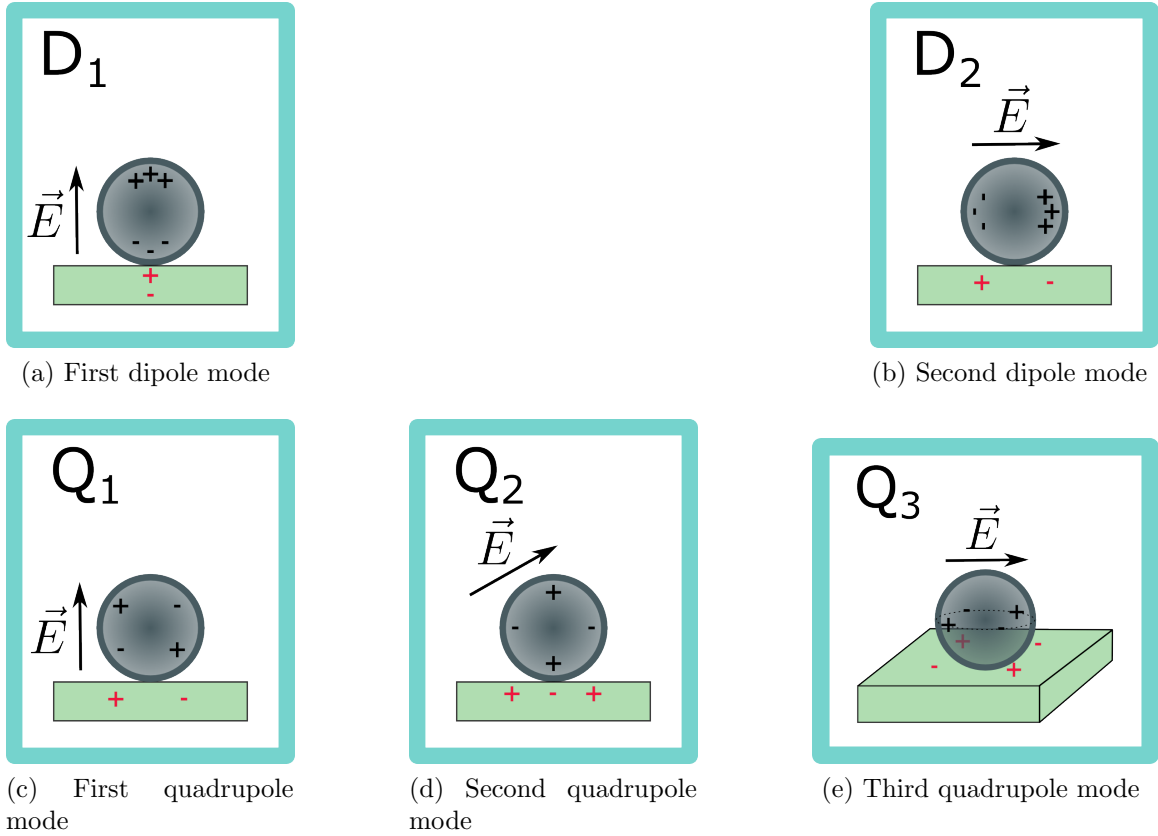 D₁
E⃗
+ + +
- - -
+
-
(a) First dipole mode
D₂
E⃗
- - -
+ + +
+ -
(b) Second dipole mode
Q₁
E⃗
+ -
- +
+ -
(c) First quadrupole
mode
Q₂
E⃗
+
- -
+
+ - +
(d) Second quadrupole
mode
Q₃
E⃗
- +
+ -
+ -
- +
(e) Third quadrupole mode